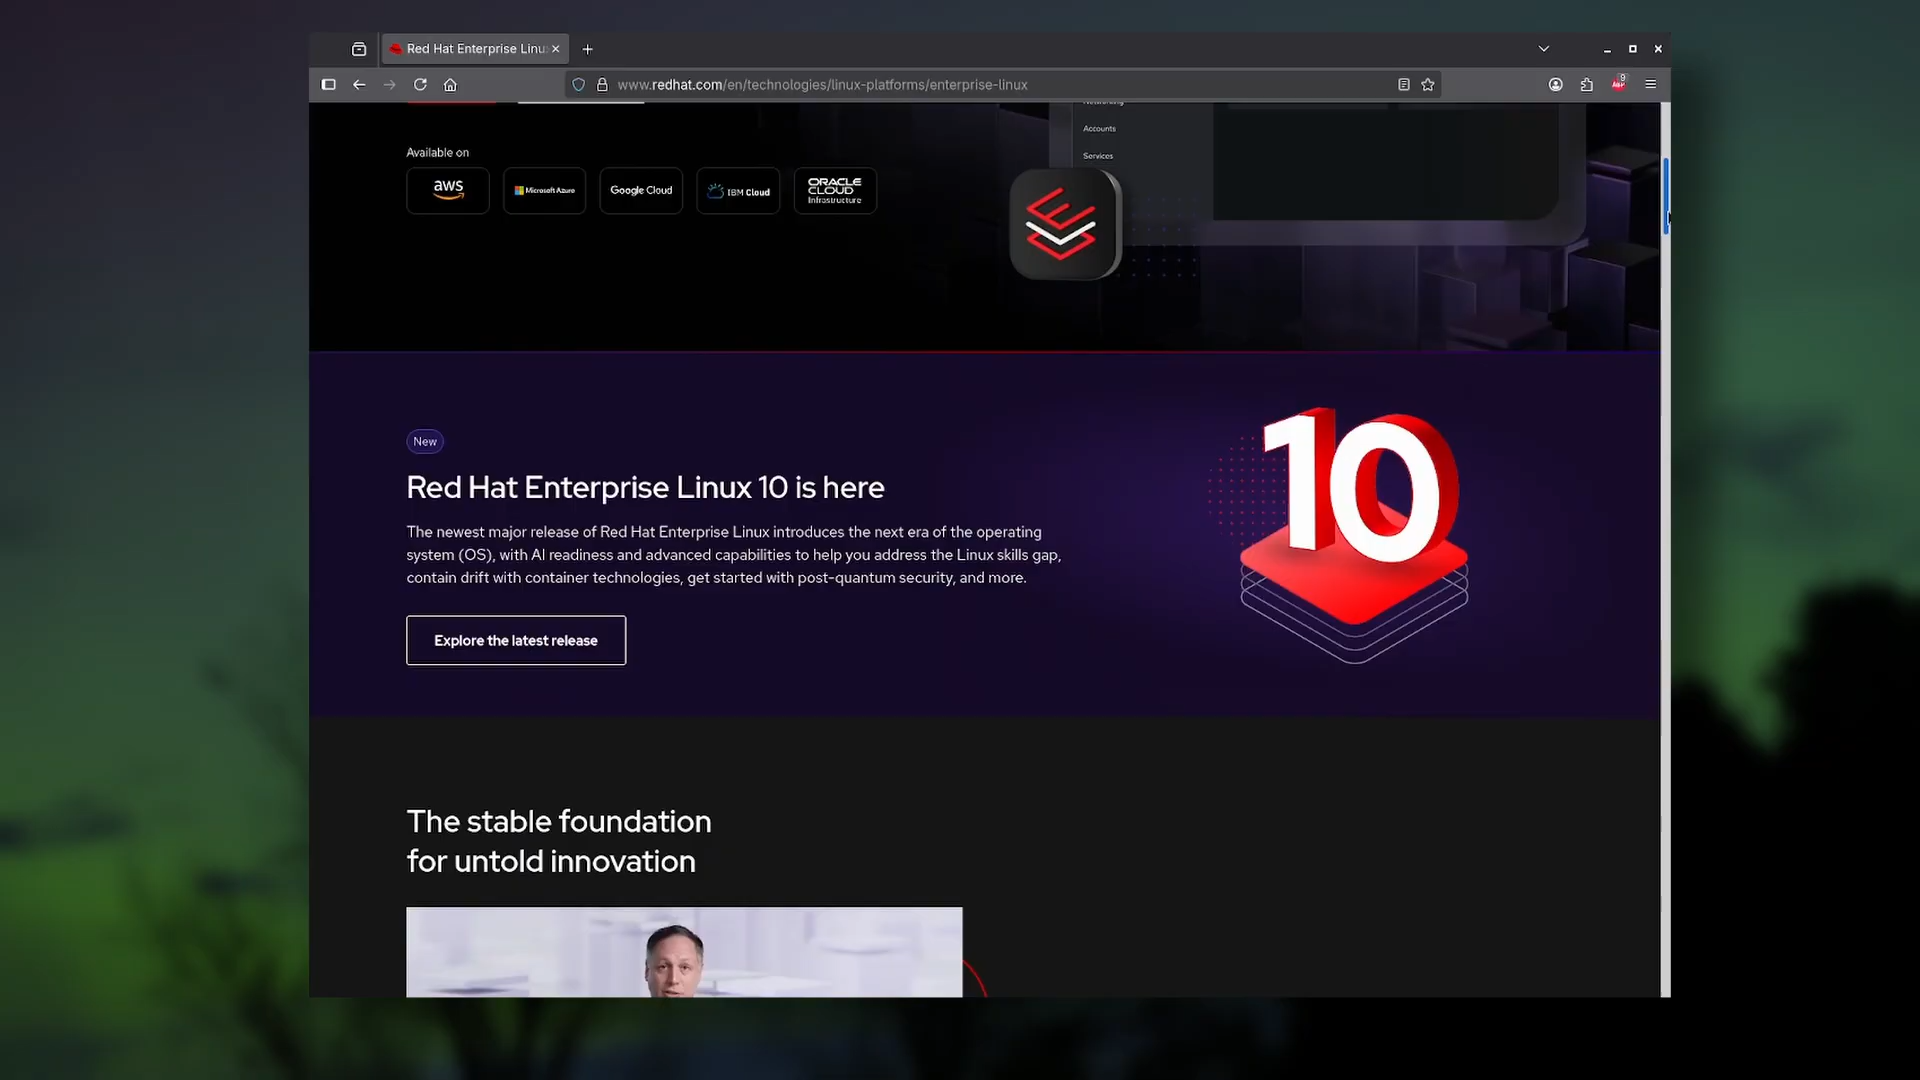 Red Hat Enterprise Linu
www.redhat.com/en/technologies/linux-platforms/enterprise-linux
9
ABP
Accounts
Services
Available on
aws
Microsoft Azure
Google Cloud
IBM Cloud
ORACLE
CLOUD
Infrastructure
New
Red Hat Enterprise Linux 10 is here
The newest major release of Red Hat Enterprise Linux introduces the next era of the operating
system (OS), with AI readiness and advanced capabilities to help you address the Linux skills gap,
contain drift with container technologies, get started with post-quantum security, and more.
10
Explore the latest release
The stable foundation
for untold innovation